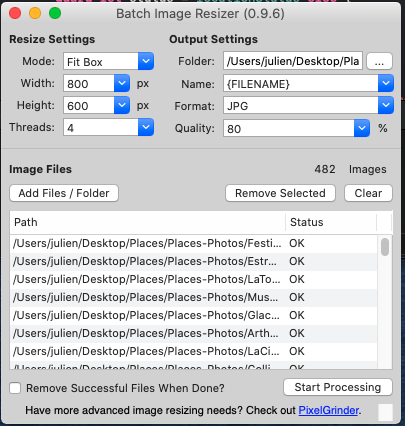 Batch Image Resizer (0.9.6)
Resize Settings
Output Settings
Mode: Fit Box
Folder: /Users/julien/Desktop/Pla ...
Width: 800 px
Name: {FILENAME}
Height: 600 px
Format: JPG
Threads: 4
Quality: 80 %
Image Files 482 Images
Add Files / Folder Remove Selected Clear
Path Status
/Users/julien/Desktop/Places/Places-Photos/Festi... OK
/Users/julien/Desktop/Places/Places-Photos/Estr... OK
/Users/julien/Desktop/Places/Places-Photos/LaTo... OK
/Users/julien/Desktop/Places/Places-Photos/Mus... OK
/Users/julien/Desktop/Places/Places-Photos/Glac... OK
/Users/julien/Desktop/Places/Places-Photos/Arth... OK
/Users/julien/Desktop/Places/Places-Photos/LaCi... OK
/Users/julien/Desktop/Places/Places-Photos/Colli... OK
Remove Successful Files When Done? Start Processing
Have more advanced image resizing needs? Check out PixelGrinder.